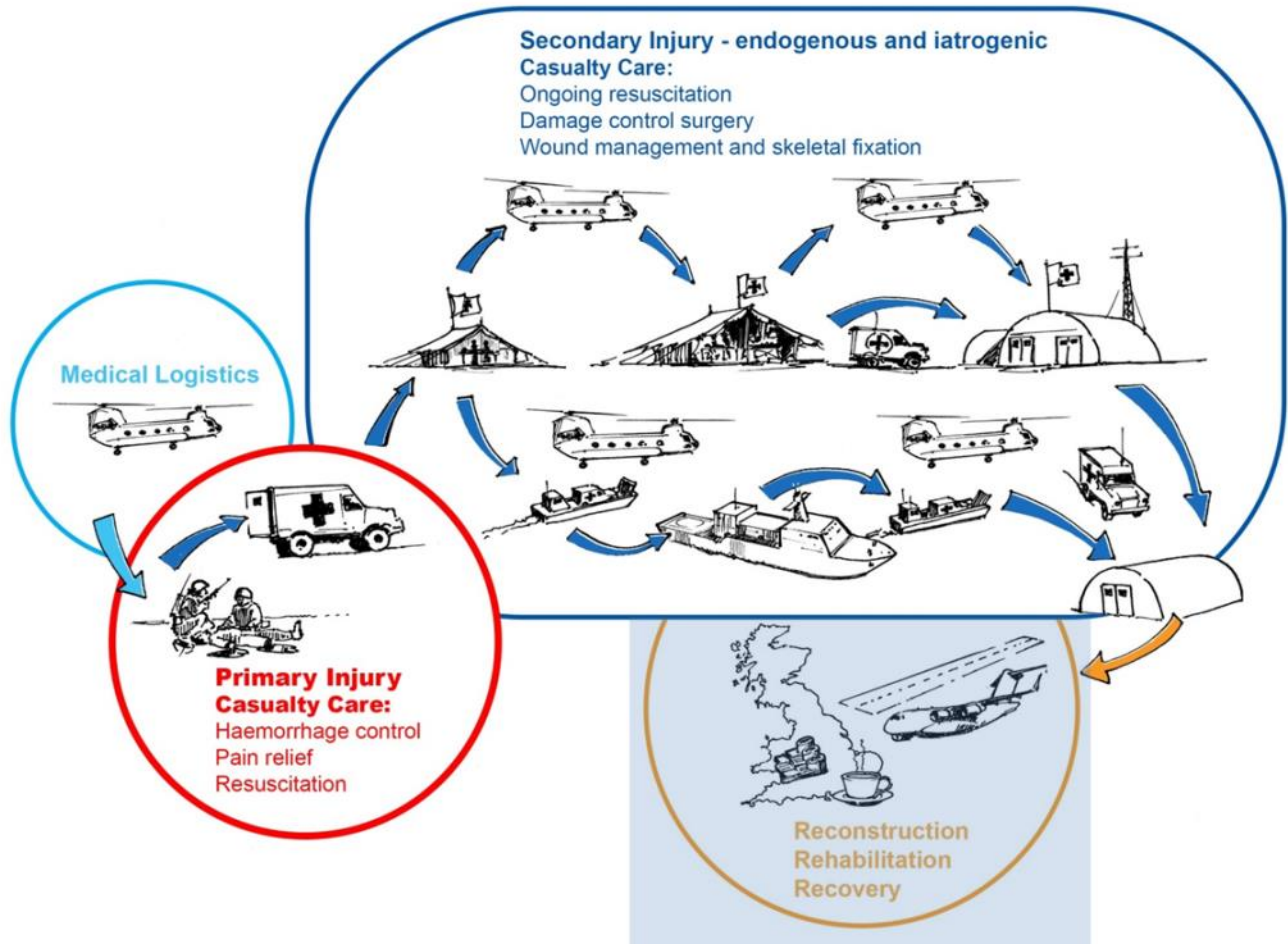 Secondary Injury - endogenous and iatrogenic
Casualty Care:
Ongoing resuscitation
Damage control surgery
Wound management and skeletal fixation
Medical Logistics
Primary Injury
Casualty Care:
Haemorrhage control
Pain relief
Resuscitation
Reconstruction
Rehabilitation
Recovery